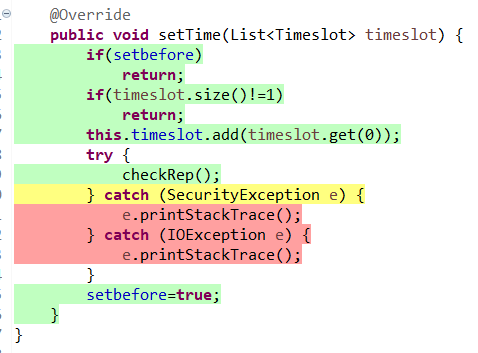 @Override
public void setTime(List<Timeslot> timeslot) {
if(setbefore)
return;
if(timeslot.size()!=1)
return;
this.timeslot.add(timeslot.get(0));
try {
checkRep();
} catch (SecurityException e) {
e.printStackTrace();
} catch (IOException e) {
e.printStackTrace();
}
setbefore=true;
}
}